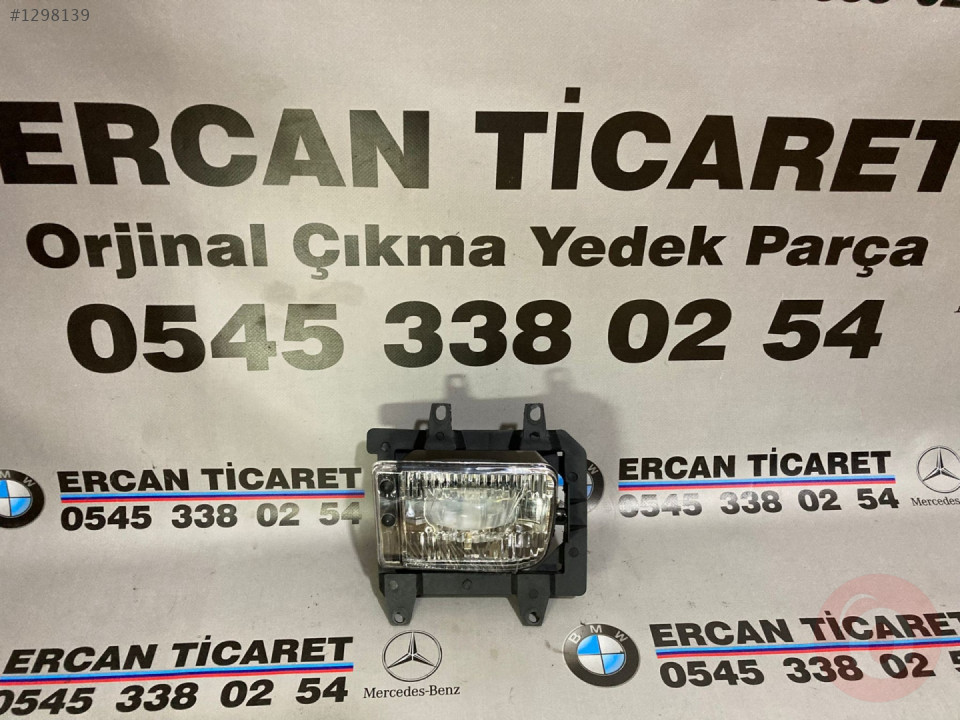 #1298139
ERCAN TİCARET
Orjinal Çıkma Yedek Parça
0545 338 02 54
ERCAN TİCARET
0545 338 02 54
ERCAN TİCARET
0545 338 02 54
BMW
Mercedes-
ERCAN TİCARET
0545 338 02 54
Mercedes-Benz
BMW
ERCAN TİCARET
0545 338 02 5